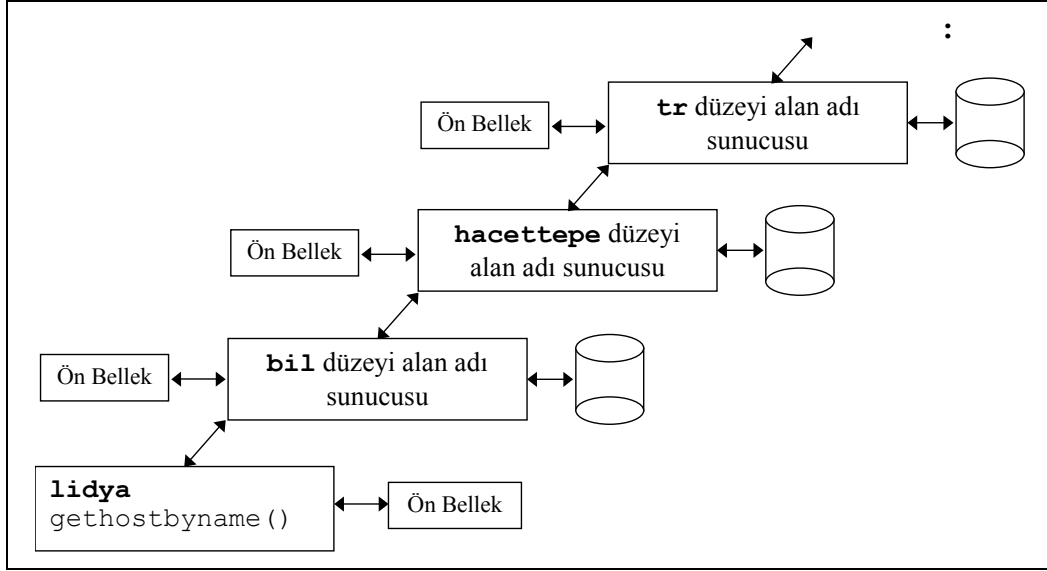 :
tr düzeyi alan adı
sunucusu
Ön Bellek
hacettepe düzeyi
alan adı sunucusu
Ön Bellek
bil düzeyi alan adı
sunucusu
Ön Bellek
lidya
gethostbyname()
Ön Bellek